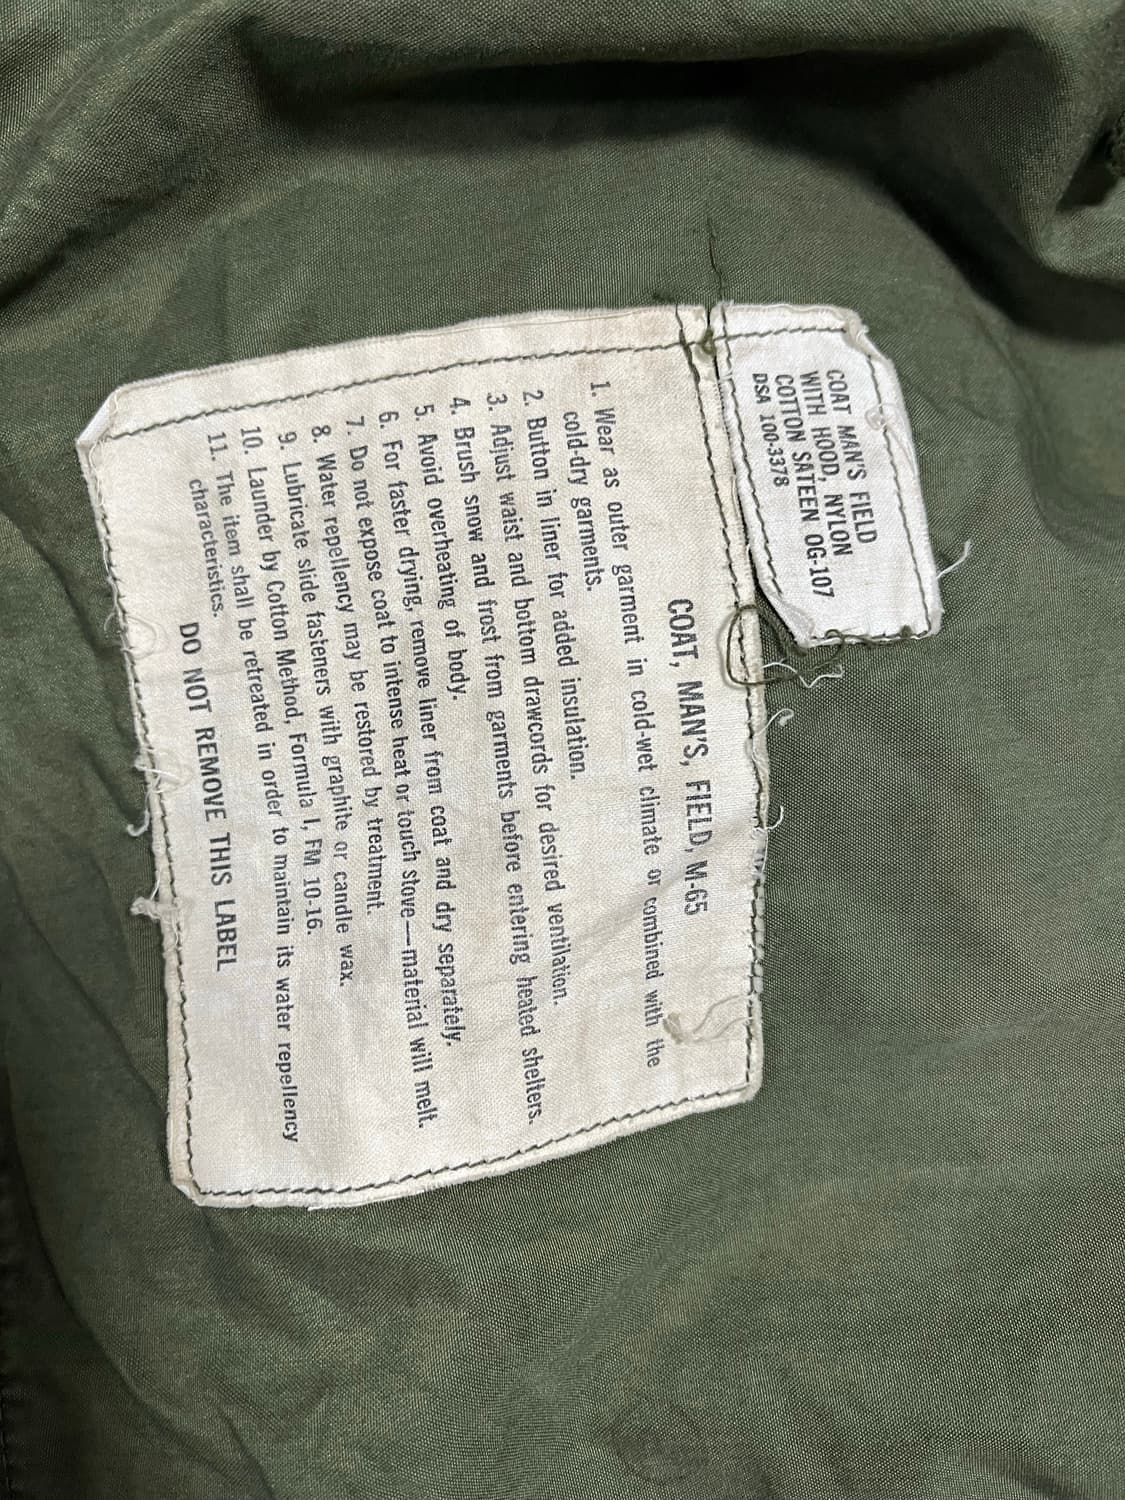 COAT MAN'S FIELD
WITH HOOD, NYLON
COTTON SATEEN OG-107
DSA 100-3378
COAT, MAN'S, FIELD, M-65
1. Wear as outer garment in cold-wet climate or combined with the
cold-dry garments.
2. Button in liner for added insulation.
3. Adjust waist and bottom drawcords for desired ventilation.
4. Brush snow and frost from garments before entering heated shelters.
5. Avoid overheating of body.
6. For faster drying, remove liner from coat and dry separately.
7. Do not expose coat to intense heat or touch stove—material will melt.
8. Water repellency may be restored by treatment.
9. Lubricate slide fasteners with graphite or candle wax.
10. Launder by Cotton Method, Formula I, FM 10-16.
11. The item shall be retreated in order to maintain its water repellency
characteristics.
DO NOT REMOVE THIS LABEL